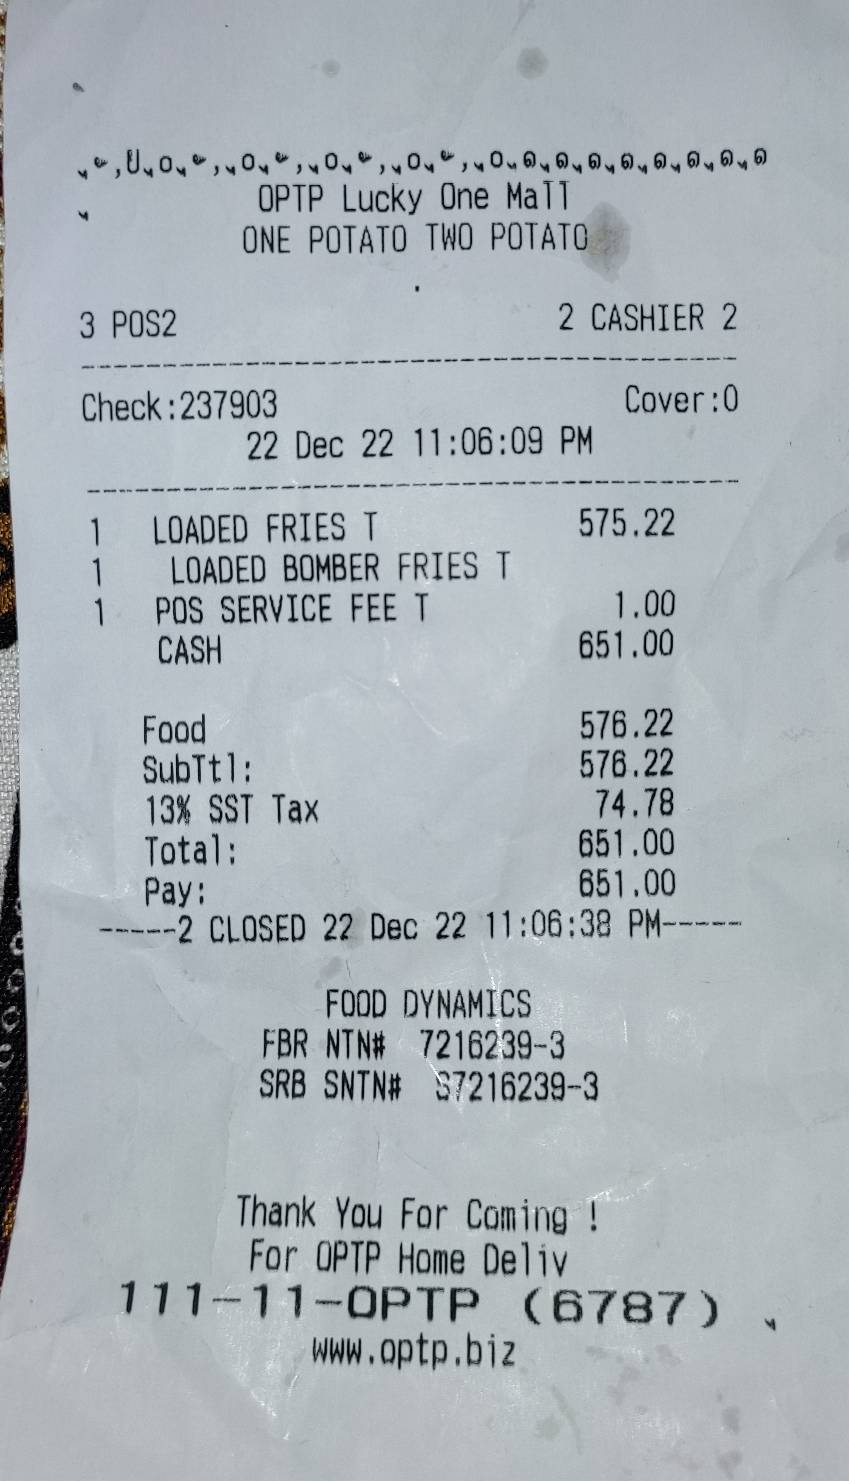 OPTP Lucky One Mall
ONE POTATO TWO POTATO
3 POS2 2 CASHIER 2
Check:237903 Cover:0
22 Dec 22 11:06:09 PM
1 LOADED FRIES T 575.22
1 LOADED BOMBER FRIES T
1 POS SERVICE FEE T 1.00
CASH 651.00
Food 576.22
SubTtl: 576.22
13% SST Tax 74.78
Total: 651.00
Pay: 651.00
-----2 CLOSED 22 Dec 22 11:06:38 PM-----
FOOD DYNAMICS
FBR NTN# 7216239-3
SRB SNTN# S7216239-3
Thank You For Coming !
For OPTP Home Deliv
111-11-OPTP (6787)
www.optp.biz